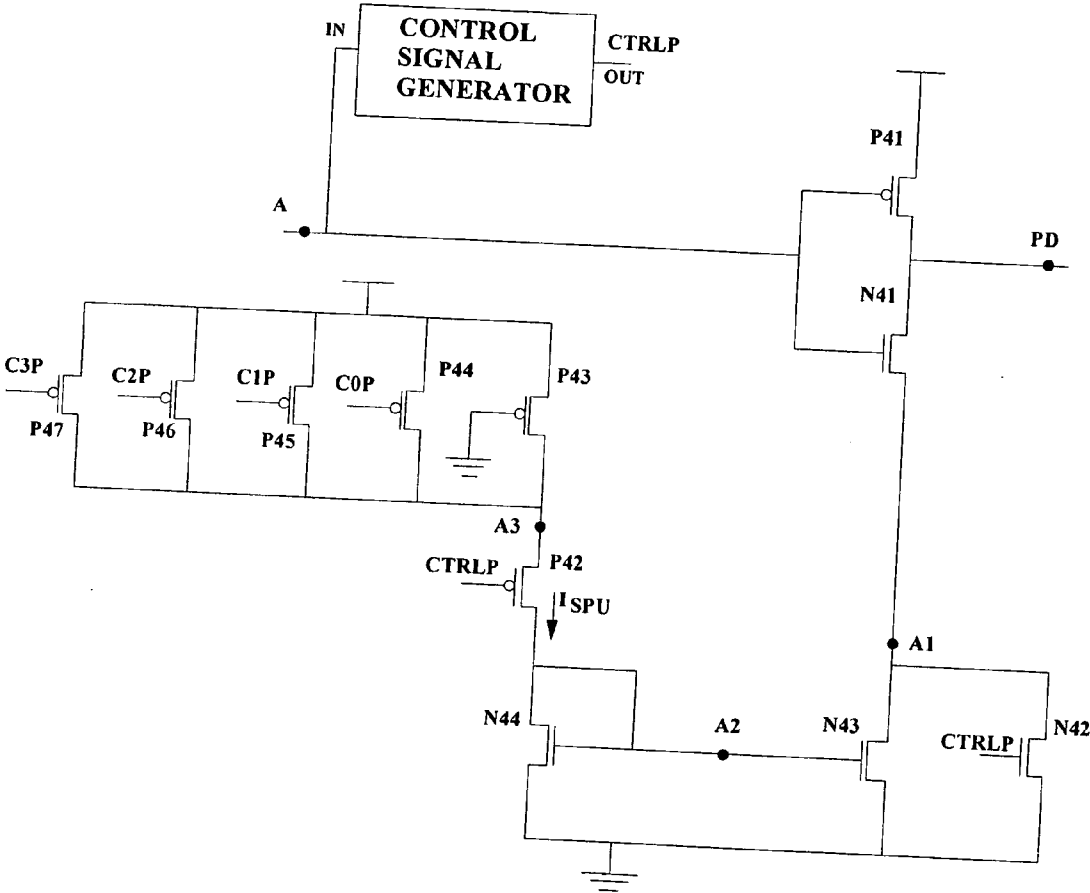 IN
CONTROL
SIGNAL
GENERATOR
CTRLP
OUT
P41
A
PD
N41
C3P
C2P
C1P
C0P
P44
P43
P47
P46
P45
A3
CTRLP
P42
I SPU
A1
N44
A2
N43
N42
CTRLP